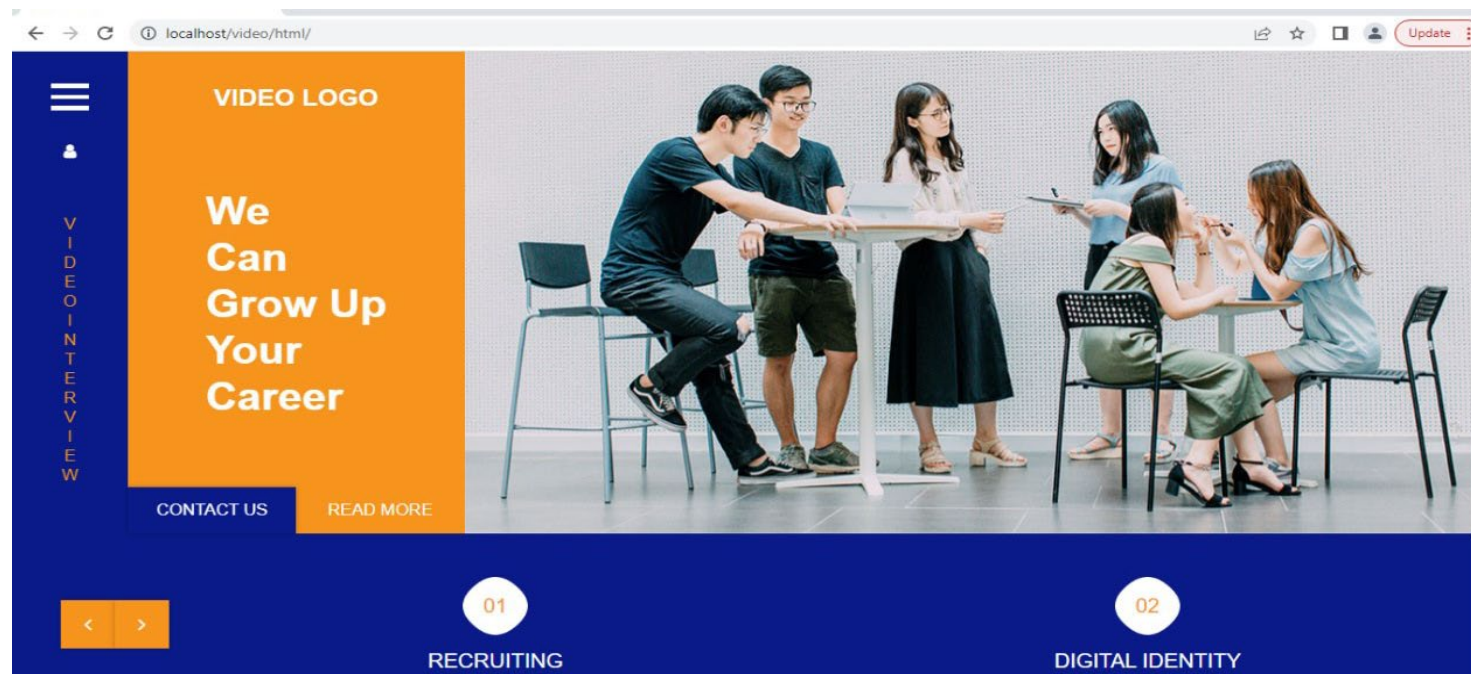 localhost/video/html/
Update
VIDEO LOGO
We
Can
Grow Up
Your
Career
V
I
D
E
O
I
N
T
E
R
V
I
E
W
CONTACT US
READ MORE
01
RECRUITING
02
DIGITAL IDENTITY